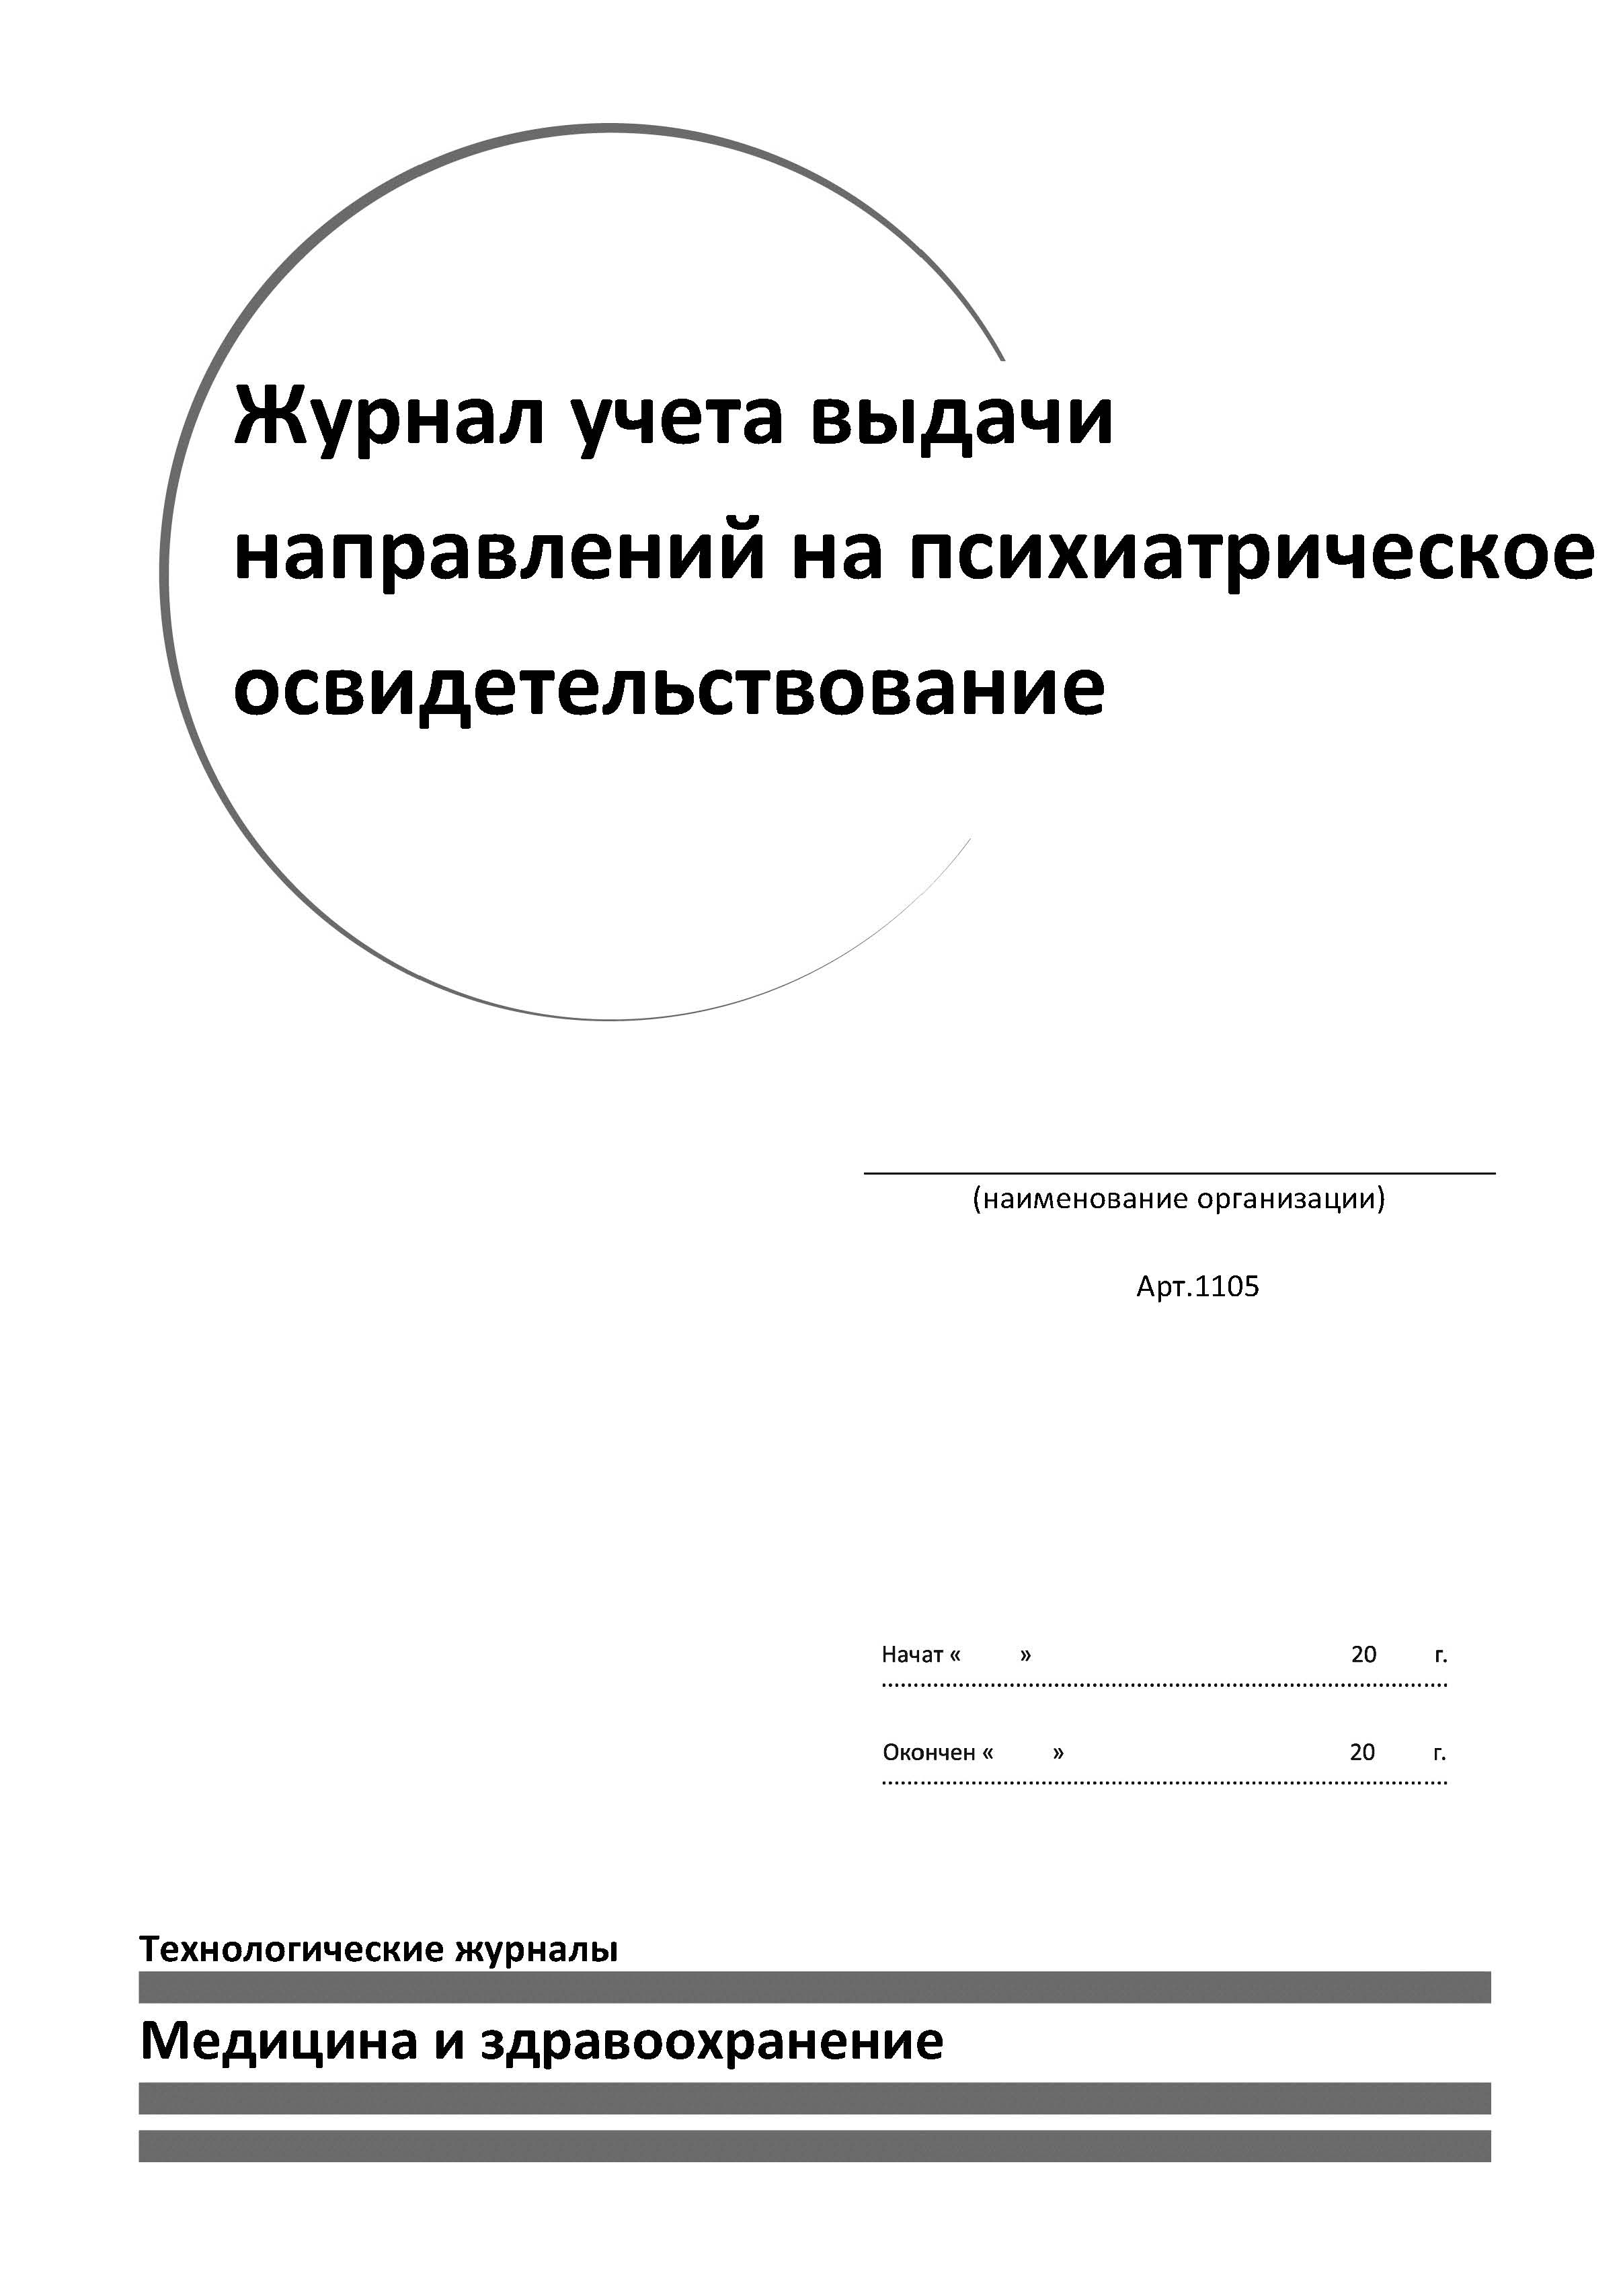 Журнал учета выдачи
направлений на психиатрическое
освидетельствование
(наименование организации)
Арт.1105
Начат « » 20 г.
Окончен « » 20 г.
Технологические журналы
Медицина и здравоохранение